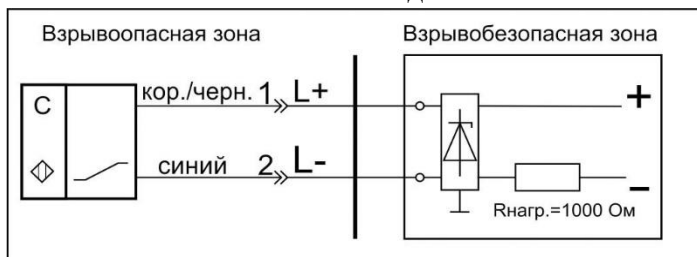 Взрывоопасная зона
Взрывобезопасная зона
С
кор./черн. 1 L+
+
синий 2 L-
−
Rнагр.=1000 Ом